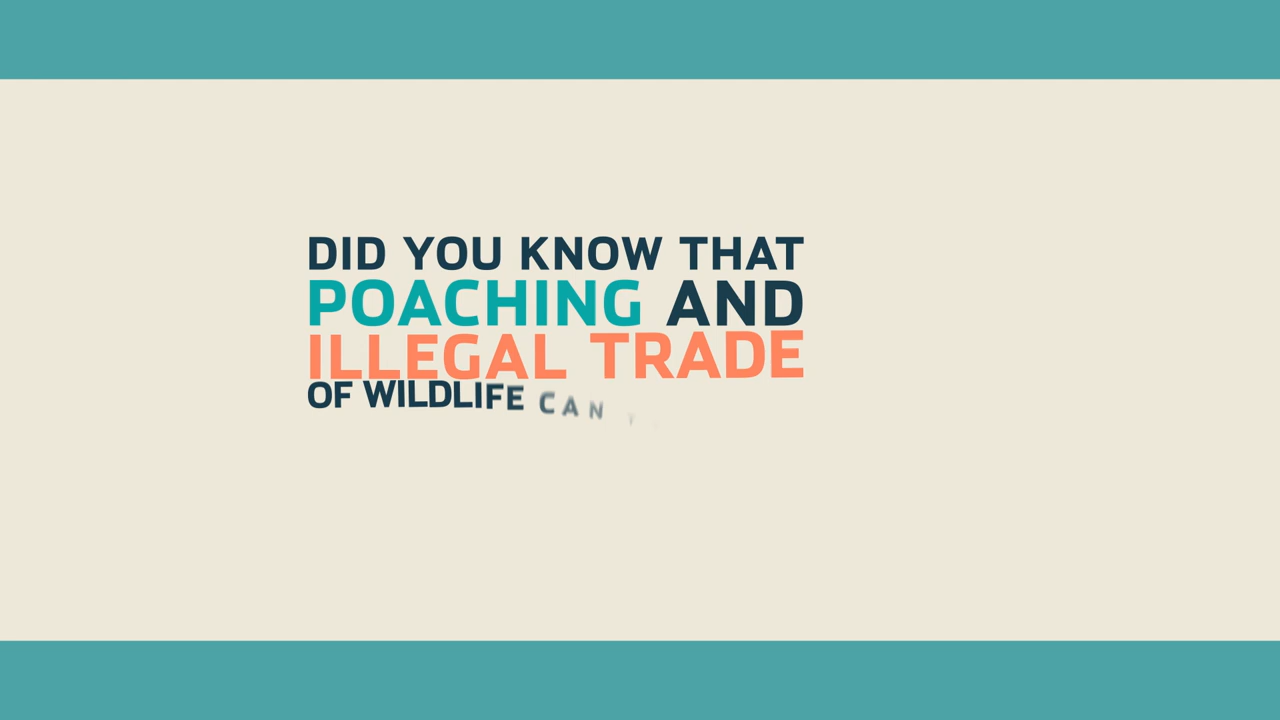 DID YOU KNOW THAT
POACHING AND
ILLEGAL TRADE
OF WILDLIFE CAN